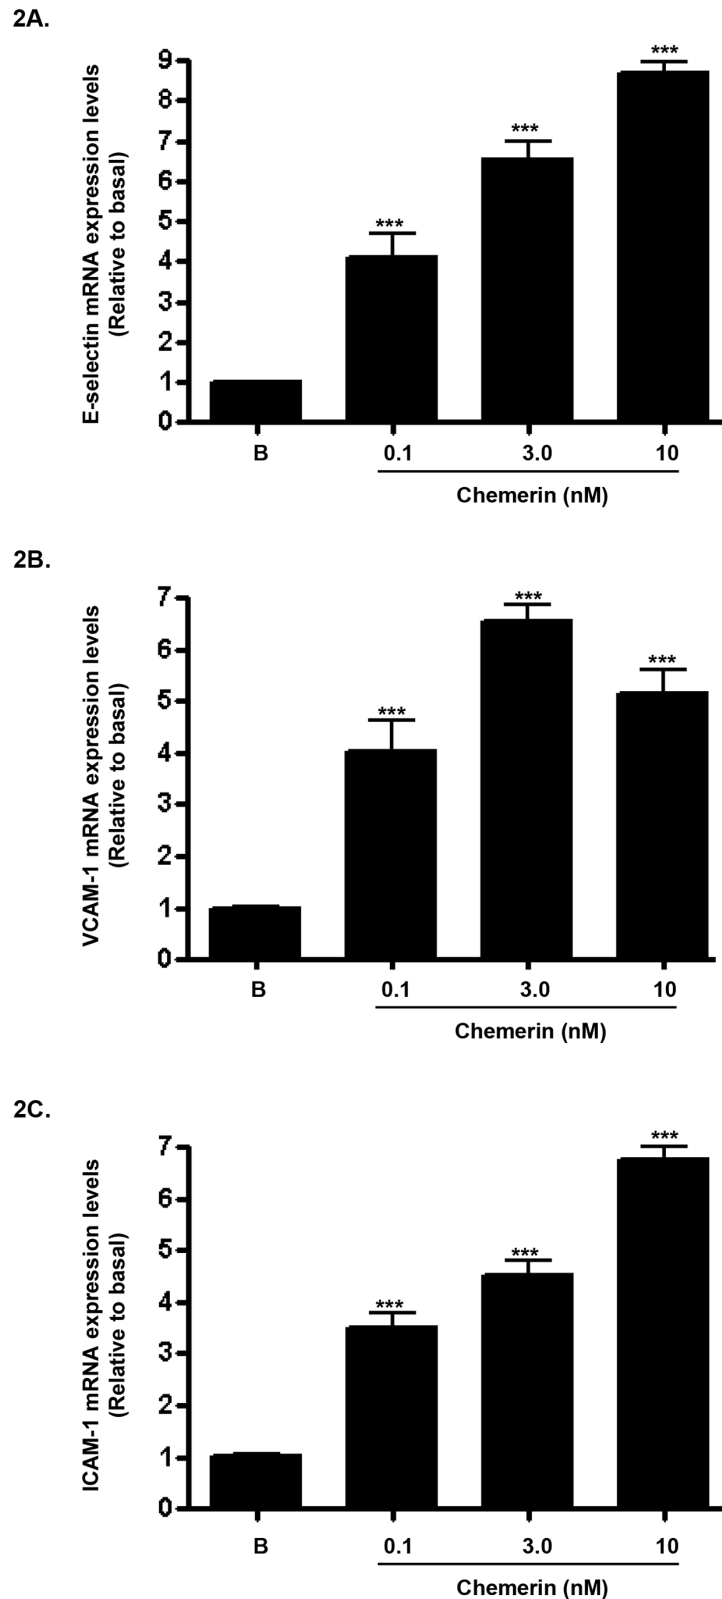 2A.
E-selectin mRNA expression levels
(Relative to basal)
9
8
7
6
5
4
3
2
1
0
***
***
***
B
0.1
3.0
10
Chemerin (nM)
2B.
VCAM-1 mRNA expression levels
(Relative to basal)
7
6
5
4
3
2
1
0
***
***
***
B
0.1
3.0
10
Chemerin (nM)
2C.
ICAM-1 mRNA expression levels
(Relative to basal)
7
6
5
4
3
2
1
0
***
***
***
B
0.1
3.0
10
Chemerin (nM)